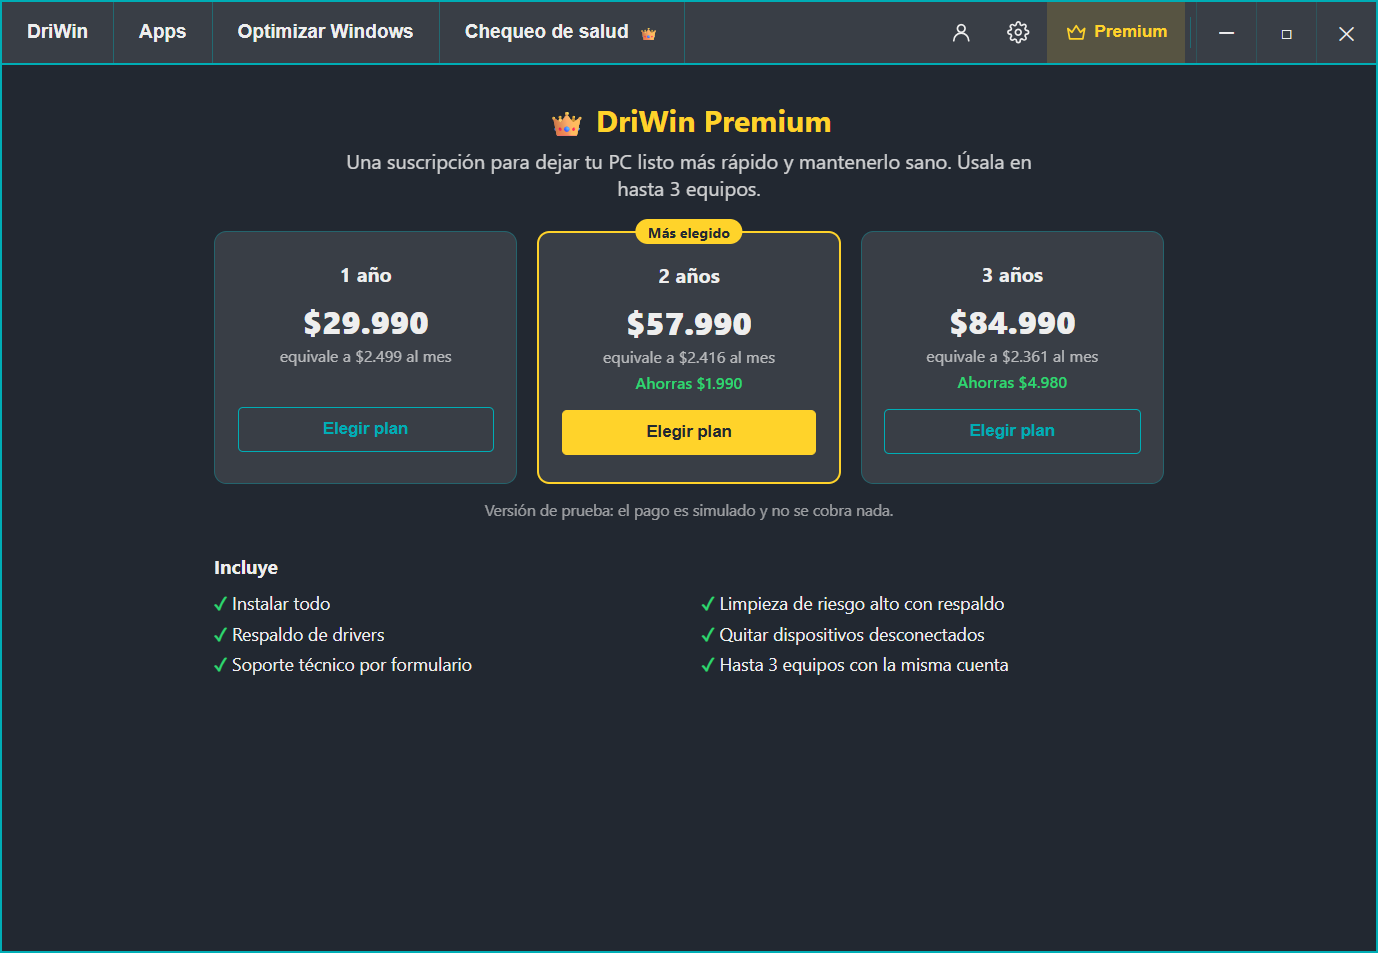 DriWin
Apps
Optimizar Windows
Chequeo de salud
Premium
DriWin Premium
Una suscripción para dejar tu PC listo más rápido y mantenerlo sano. Úsala en
hasta 3 equipos.
1 año
$29.990
equivale a $2.499 al mes
Elegir plan
Más elegido
2 años
$57.990
equivale a $2.416 al mes
Ahorras $1.990
Elegir plan
3 años
$84.990
equivale a $2.361 al mes
Ahorras $4.980
Elegir plan
Versión de prueba: el pago es simulado y no se cobra nada.
Incluye
✓ Instalar todo
✓ Respaldo de drivers
✓ Soporte técnico por formulario
✓ Limpieza de riesgo alto con respaldo
✓ Quitar dispositivos desconectados
✓ Hasta 3 equipos con la misma cuenta